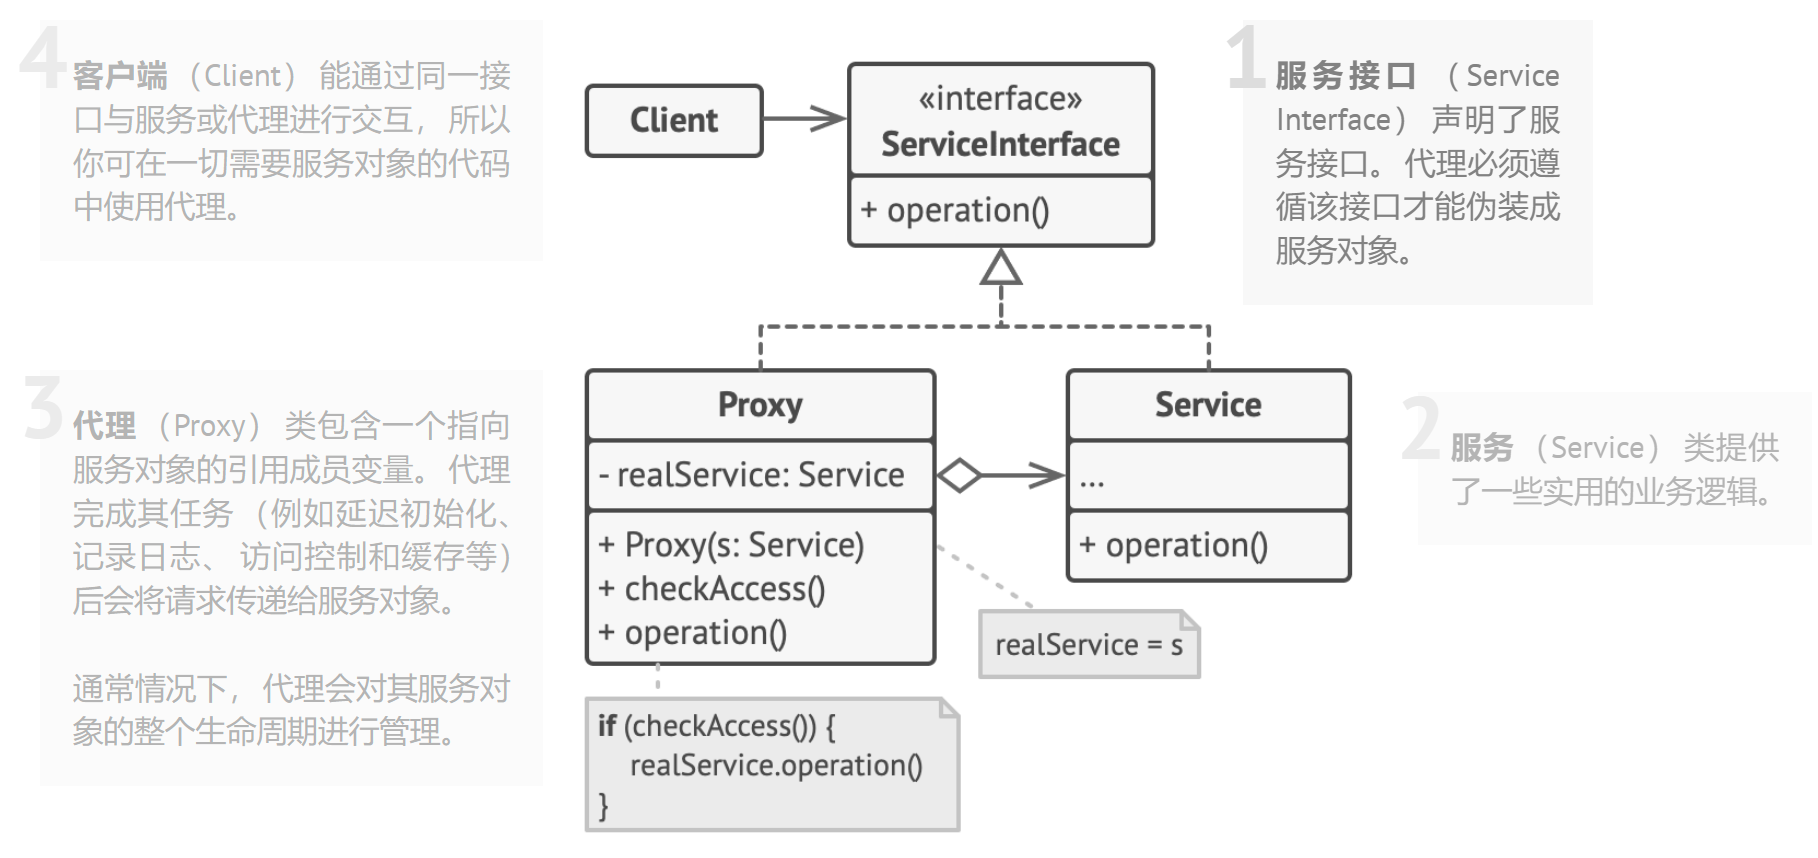 4
客户端（Client）能通过同一接
口与服务或代理进行交互，所以
你可在一切需要服务对象的代码
中使用代理。
Client
«interface»
ServiceInterface
+ operation()
1
服务接口（Service
Interface）声明了服
务接口。代理必须遵
循该接口才能伪装成
服务对象。
3
代理（Proxy）类包含一个指向
服务对象的引用成员变量。代理
完成其任务（例如延迟初始化、
记录日志、访问控制和缓存等）
后会将请求传递给服务对象。
通常情况下，代理会对其服务对
象的整个生命周期进行管理。
Proxy
- realService: Service
+ Proxy(s: Service)
+ checkAccess()
+ operation()
Service
...
+ operation()
2
服务（Service）类提供
了一些实用的业务逻辑。
realService = s
if (checkAccess()) {
realService.operation()
}